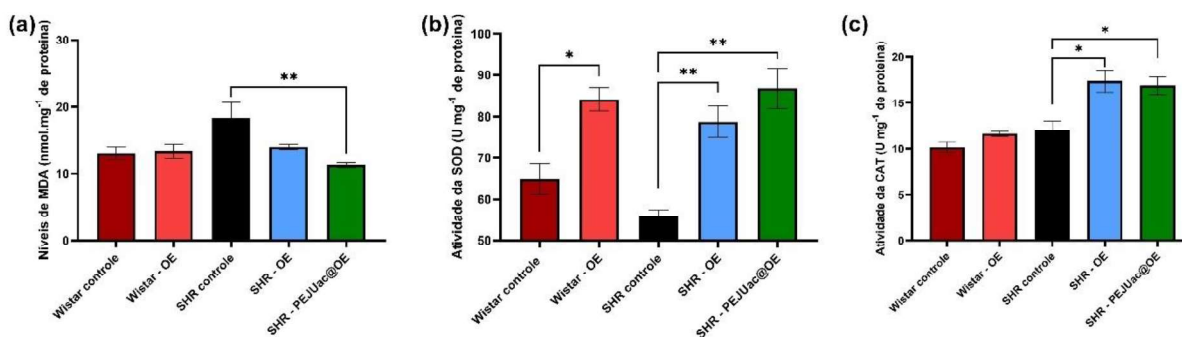 (a)
Níveis de MDA (nmol.mg⁻¹ de proteína)
30
20
10
0
**
Wistar controle
Wistar - OE
SHR controle
SHR - OE
SHR - PEJUac@OE
(b)
Atividade da SOD (U mg⁻¹ de proteína)
100
90
80
70
60
50
*
**
**
Wistar controle
Wistar - OE
SHR controle
SHR - OE
SHR - PEJUac@OE
(c)
Atividade da CAT (U mg⁻¹ de proteína)
20
15
10
5
0
*
*
Wistar controle
Wistar - OE
SHR controle
SHR - OE
SHR - PEJUac@OE